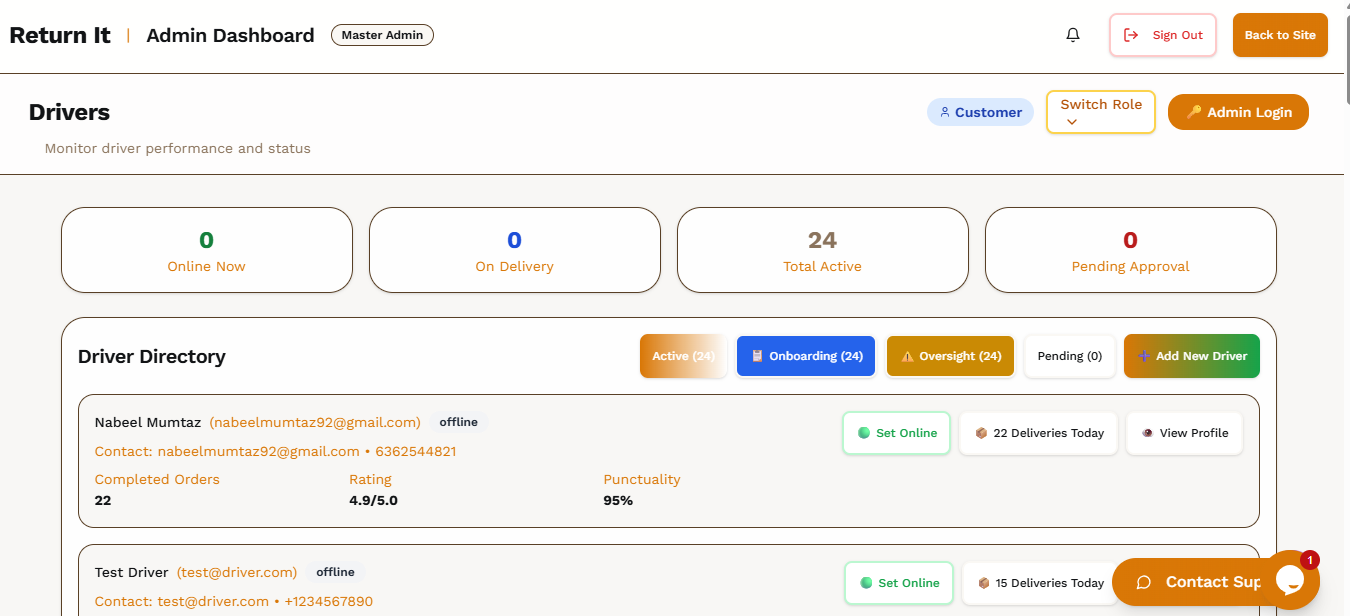 Return It | Admin Dashboard Master Admin Sign Out Back to Site
Drivers Customer Switch Role Admin Login
Monitor driver performance and status
0 0 24 0
Online Now On Delivery Total Active Pending Approval
Driver Directory Active (24) Onboarding (24) Oversight (24) Pending (0) Add New Driver
Nabeel Mumtaz (nabeelmumtaz92@gmail.com) offline Set Online 22 Deliveries Today View Profile
Contact: nabeelmumtaz92@gmail.com • 6362544821
Completed Orders Rating Punctuality
22 4.9/5.0 95%
Test Driver (test@driver.com) offline Set Online 15 Deliveries Today Contact Sup 1
Contact: test@driver.com • +1234567890